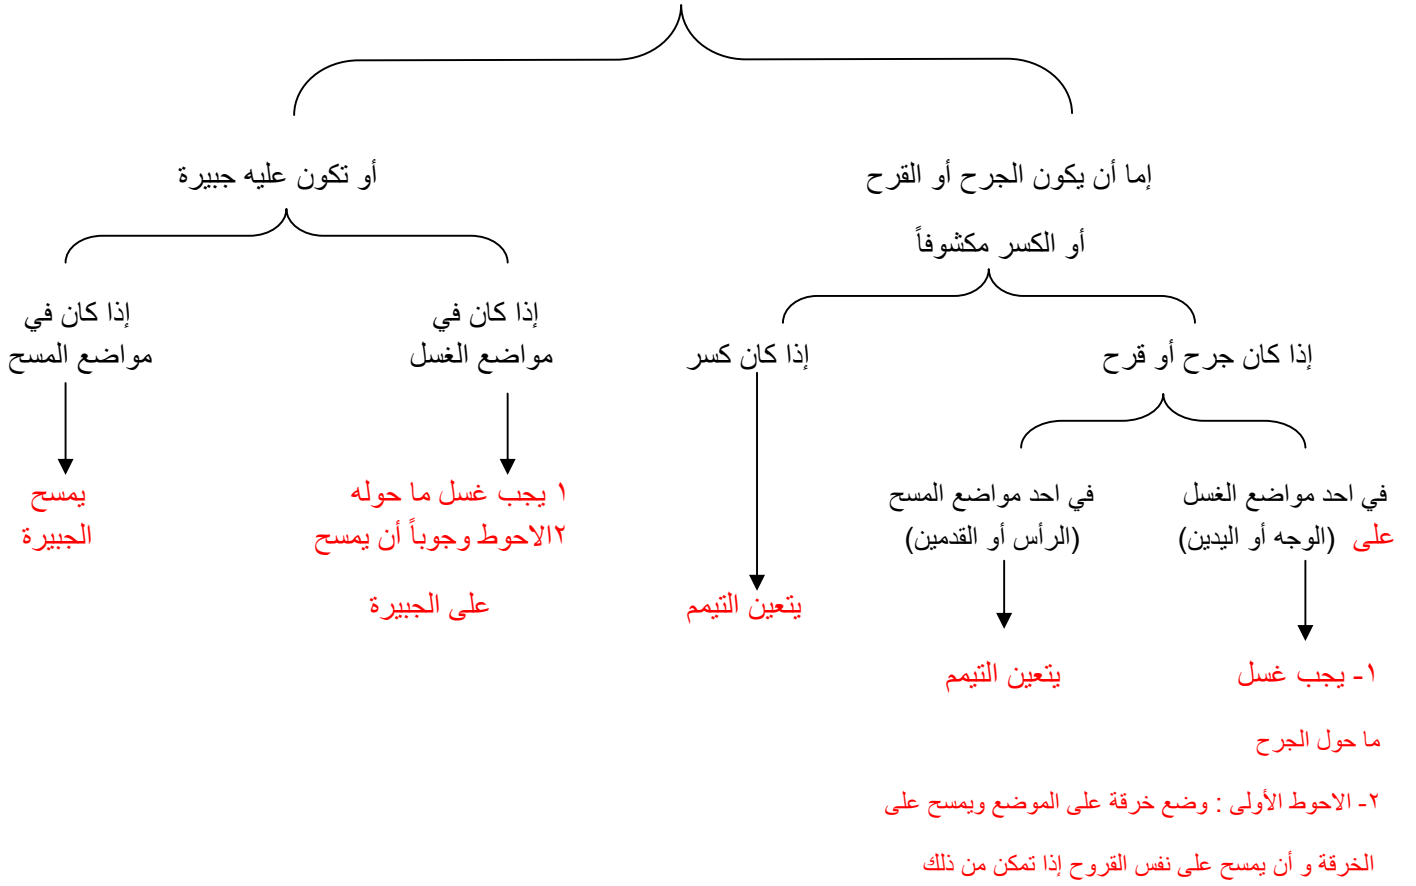 إما أن يكون الجرح أو القرح
أو الكسر مكشوفاً
أو تكون عليه جبيرة
إذا كان جرح أو قرح
إذا كان كسر
إذا كان في
مواضع الغسل
إذا كان في
مواضع المسح
في احد مواضع الغسل
(الوجه أو اليدين)
على
في احد مواضع المسح
(الرأس أو القدمين)
١- يجب غسل
ما حول الجرح
٢- الاحوط الأولى : وضع خرقة على الموضع ويمسح على
الخرقة و أن يمسح على نفس القروح إذا تمكن من ذلك
يتعين التيمم
يتعين التيمم
١ يجب غسل ما حوله
٢الاحوط وجوباً أن يمسح
على الجبيرة
يمسح
الجبيرة